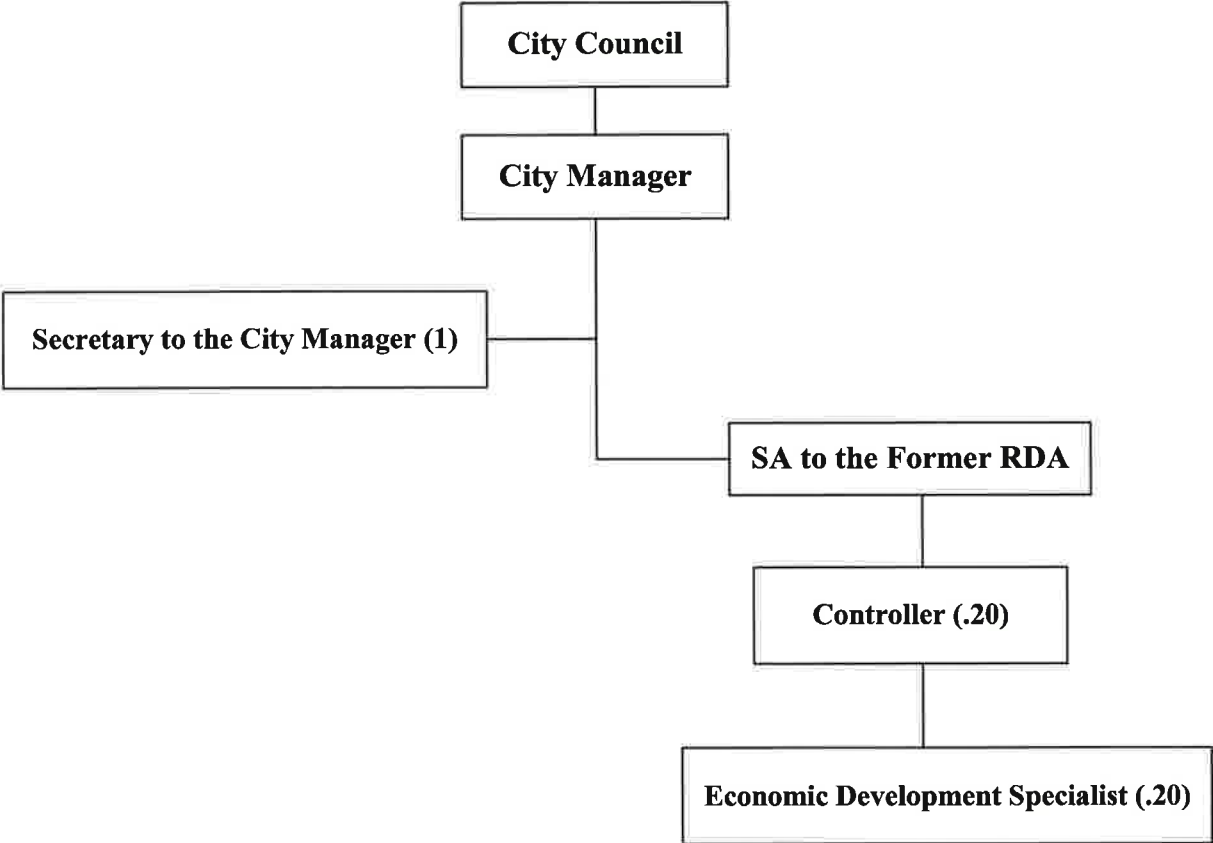 City Council
City Manager
Secretary to the City Manager (1)
SA to the Former RDA
Controller (.20)
Economic Development Specialist (.20)